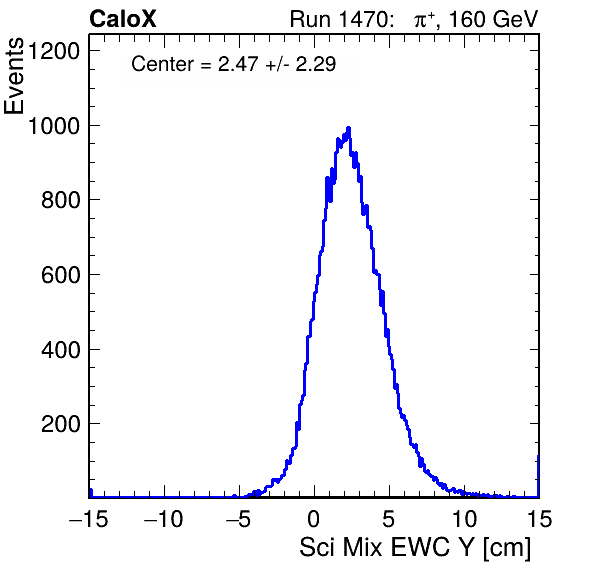 CaloX Run 1470: π+, 160 GeV
Events
Center = 2.47 +/- 2.29
1200
1000
800
600
400
200
−15 −10 −5 0 5 10 15
Sci Mix EWC Y [cm]